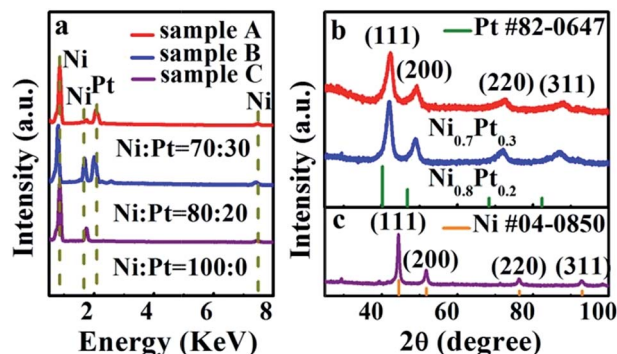 a
sample A
sample B
sample C
Ni
Ni
Pt
Ni
Ni:Pt=70:30
Ni:Pt=80:20
Ni:Pt=100:0
Intensity (a.u.)
2 4 6 8
Energy (KeV)
b
Pt #82-0647
(111)
(200)
(220)
(311)
Ni0.7Pt0.3
Ni0.8Pt0.2
Intensity (a.u.)
c
Ni #04-0850
(111)
(200)
(220)
(311)
40 60 80 100
2θ (degree)